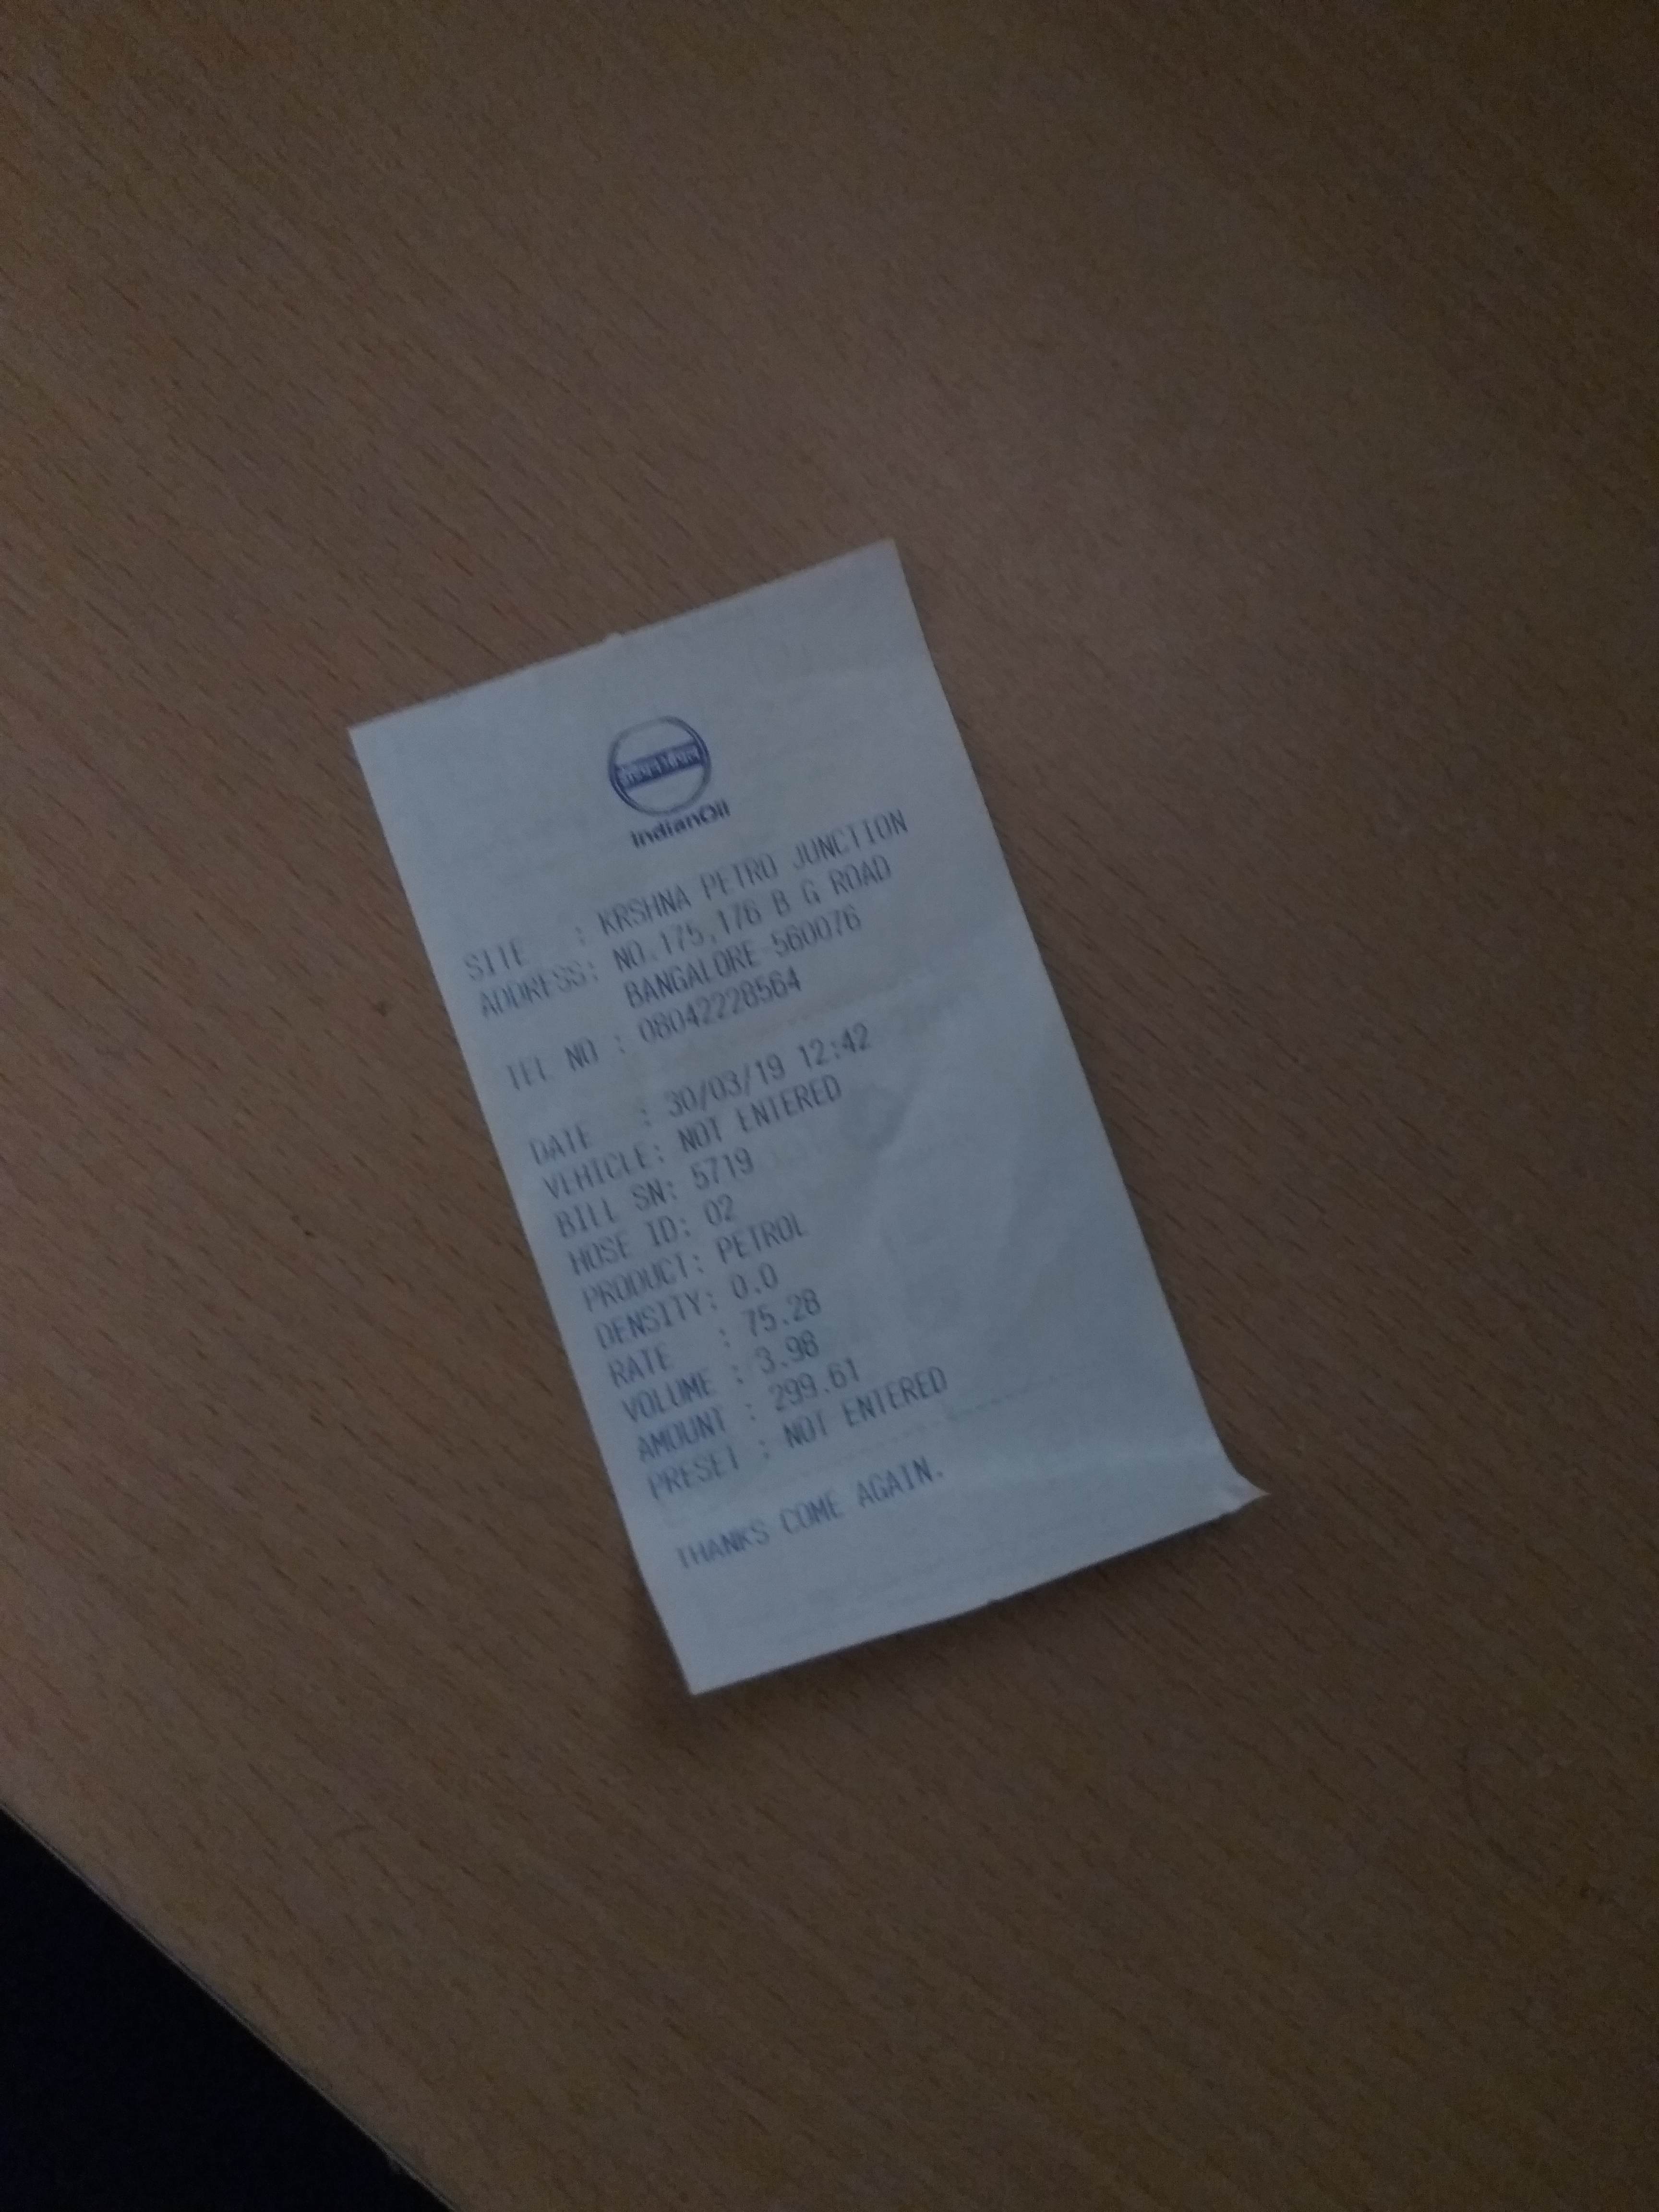 इंडियनऑयल
IndianOil
SITE : KRSHNA PETRO JUNCTION
ADDRESS: NO.175,176 B G ROAD
BANGALORE 560076
TEL NO : 08042228564
DATE : 30/03/19 12:42
VEHICLE: NOT ENTERED
BILL SN: 5719
HOSE ID: 02
PRODUCT: PETROL
DENSITY: 0.0
RATE : 75.28
VOLUME : 3.98
AMOUNT : 299.61
PRESET : NOT ENTERED
THANKS COME AGAIN.